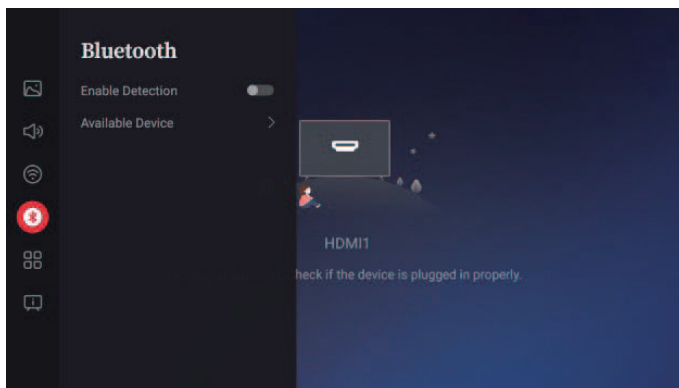 Bluetooth
Enable Detection
Available Device
HDMI1
heck if the device is plugged in properly.